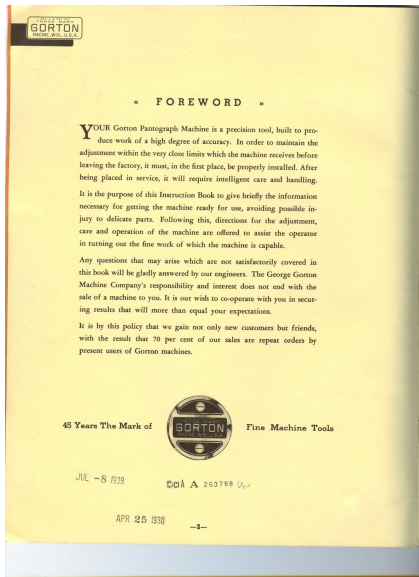 TRADE MARK
GORTON
RACINE, WIS., U.S.A.
« FOREWORD »
YOUR Gorton Pantograph Machine is a precision tool, built to pro-
duce work of a high degree of accuracy. In order to maintain the
adjustment within the very close limits which the machine receives before
leaving the factory, it must, in the first place, be properly installed. After
being placed in service, it will require intelligent care and handling.
It is the purpose of this Instruction Book to give briefly the information
necessary for getting the machine ready for use, avoiding possible in-
jury to delicate parts. Following this, directions for the adjustment,
care and operation of the machine are offered to assist the operator
in turning out the fine work of which the machine is capable.
Any questions that may arise which are not satisfactorily covered in
this book will be gladly answered by our engineers. The George Gorton
Machine Company's responsibility and interest does not end with the
sale of a machine to you. It is our wish to co-operate with you in secur-
ing results that will more than equal your expectations.
It is by this policy that we gain not only new customers but friends,
with the result that 70 per cent of our sales are repeat orders by
present users of Gorton machines.
45 Years The Mark of
GORTON
Fine Machine Tools
JUL -8 1938
©CIA A 263788
APR 25 1938
—2—